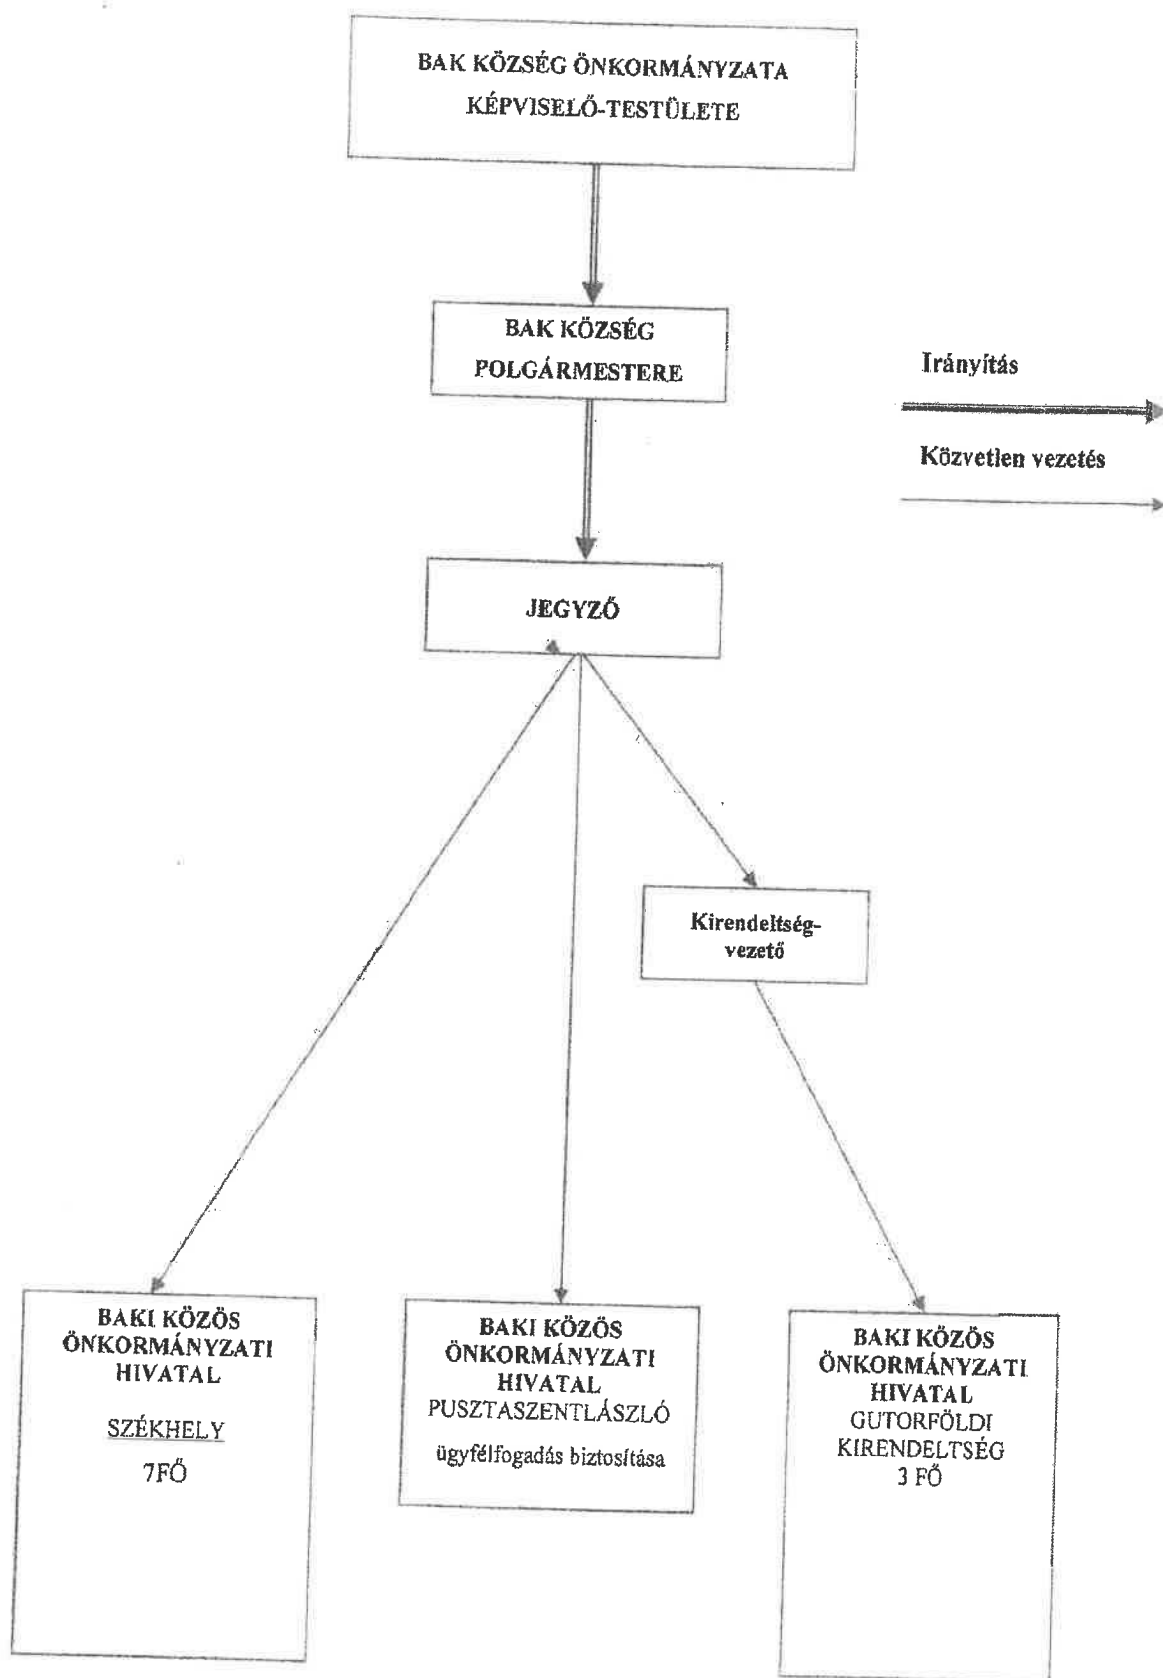 BAK KÖZSÉG ÖNKORMÁNYZATA
KÉPVISELŐ-TESTÜLETE
BAK KÖZSÉG
POLGÁRMESTERE
Irányítás
Közvetlen vezetés
JEGYZŐ
Kirendeltség-
vezető
BAKI KÖZÖS
ÖNKORMÁNYZATI
HIVATAL
SZÉKHELY
7FŐ
BAKI KÖZÖS
ÖNKORMÁNYZATI
HIVATAL
PUSZTASZENTLÁSZLÓ
ügyfélfogadás biztosítása
BAKI KÖZÖS
ÖNKORMÁNYZATI
HIVATAL
GUTORFÖLDI
KIRENDELTSÉG
3 FŐ